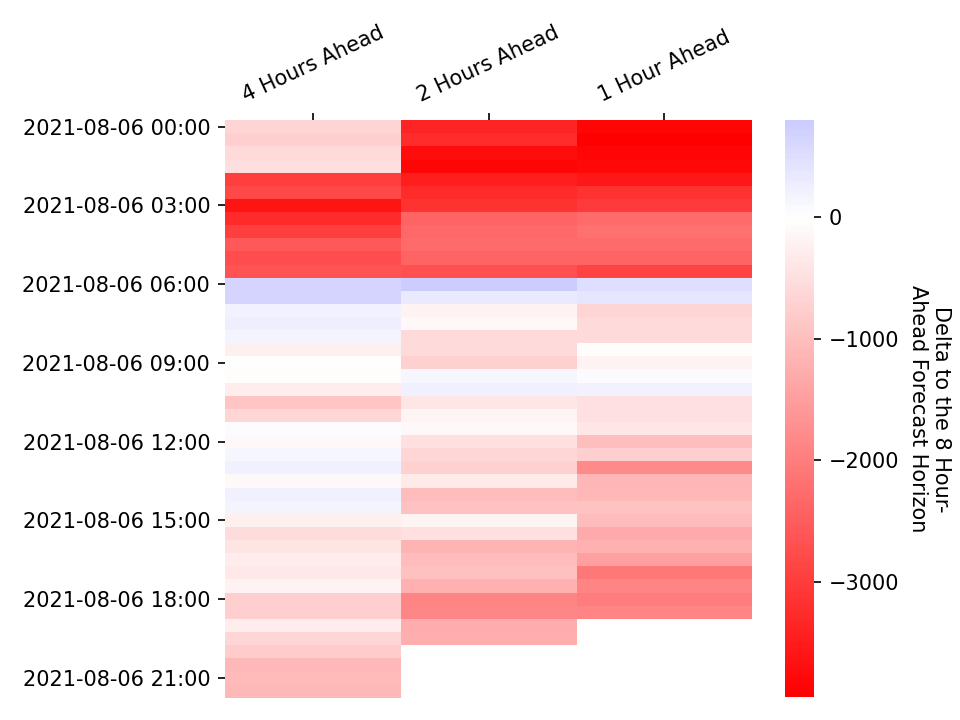 4 Hours Ahead
2 Hours Ahead
1 Hour Ahead
2021-08-06 00:00
2021-08-06 03:00
2021-08-06 06:00
2021-08-06 09:00
2021-08-06 12:00
2021-08-06 15:00
2021-08-06 18:00
2021-08-06 21:00
0
−1000
−2000
−3000
Delta to the 8 Hour-
Ahead Forecast Horizon